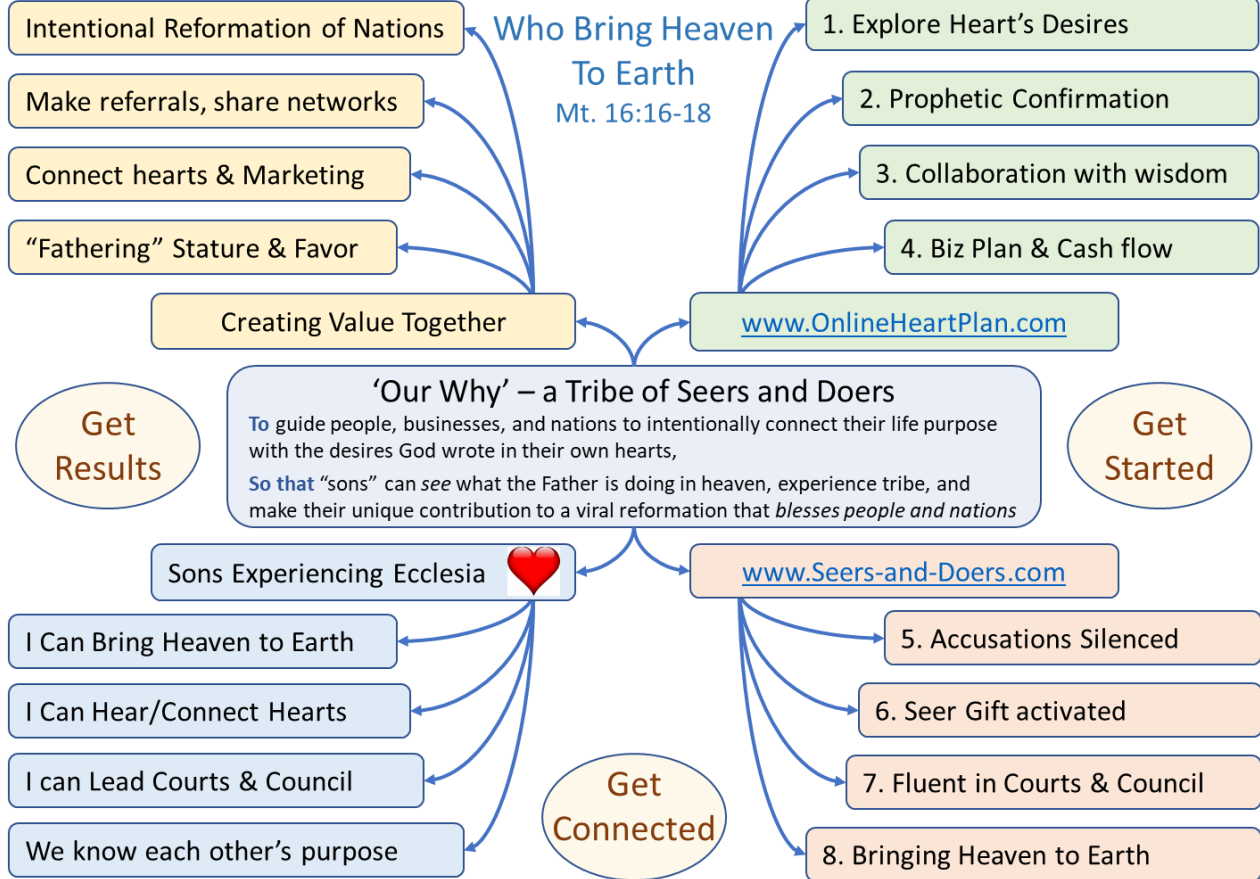 Who Bring Heaven
To Earth
Mt. 16:16-18
Intentional Reformation of Nations
Make referrals, share networks
Connect hearts & Marketing
“Fathering” Stature & Favor
Creating Value Together
1. Explore Heart’s Desires
2. Prophetic Confirmation
3. Collaboration with wisdom
4. Biz Plan & Cash flow
www.OnlineHeartPlan.com
Get
Results
‘Our Why’ – a Tribe of Seers and Doers
To guide people, businesses, and nations to intentionally connect their life purpose
with the desires God wrote in their own hearts,
So that “sons” can see what the Father is doing in heaven, experience tribe, and
make their unique contribution to a viral reformation that blesses people and nations
Get
Started
Sons Experiencing Ecclesia
I Can Bring Heaven to Earth
I Can Hear/Connect Hearts
I can Lead Courts & Council
We know each other’s purpose
Get
Connected
www.Seers-and-Doers.com
5. Accusations Silenced
6. Seer Gift activated
7. Fluent in Courts & Council
8. Bringing Heaven to Earth